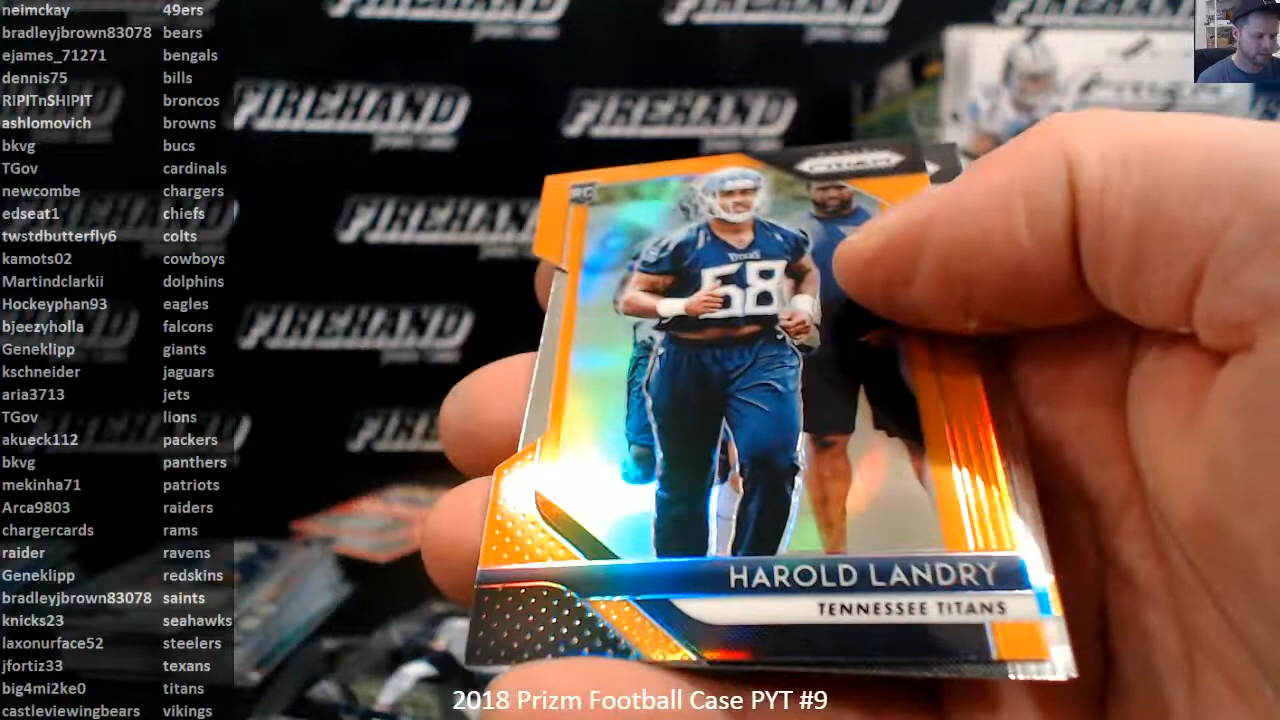 neimckay 49ers
bradleyjbrown83078 bears
ejames_71271 bengals
dennis75 bills
RIPITnSHIPIT broncos
ashlomovich browns
bkvg bucs
TGov cardinals
newcombe chargers
edseat1 chiefs
twstdbutterfly6 colts
kamots02 cowboys
Martindclarkii dolphins
Hockeyphan93 eagles
bjeezyholla falcons
Geneklipp giants
kschneider jaguars
aria3713 jets
TGov lions
akueck112 packers
bkvg panthers
mekinha71 patriots
Arca9803 raiders
chargercards rams
raider ravens
Geneklipp redskins
bradleyjbrown83078 saints
knicks23 seahawks
laxonurface52 steelers
jfortiz33 texans
big4mi2ke0 titans
castleviewingbears vikings
FIREHAND
FIREHAND
FIREHAND
FIREHAND
PRIZM
RC
TITANS
58
HAROLD LANDRY
TENNESSEE TITANS
2018 Prizm Football Case PYT #9